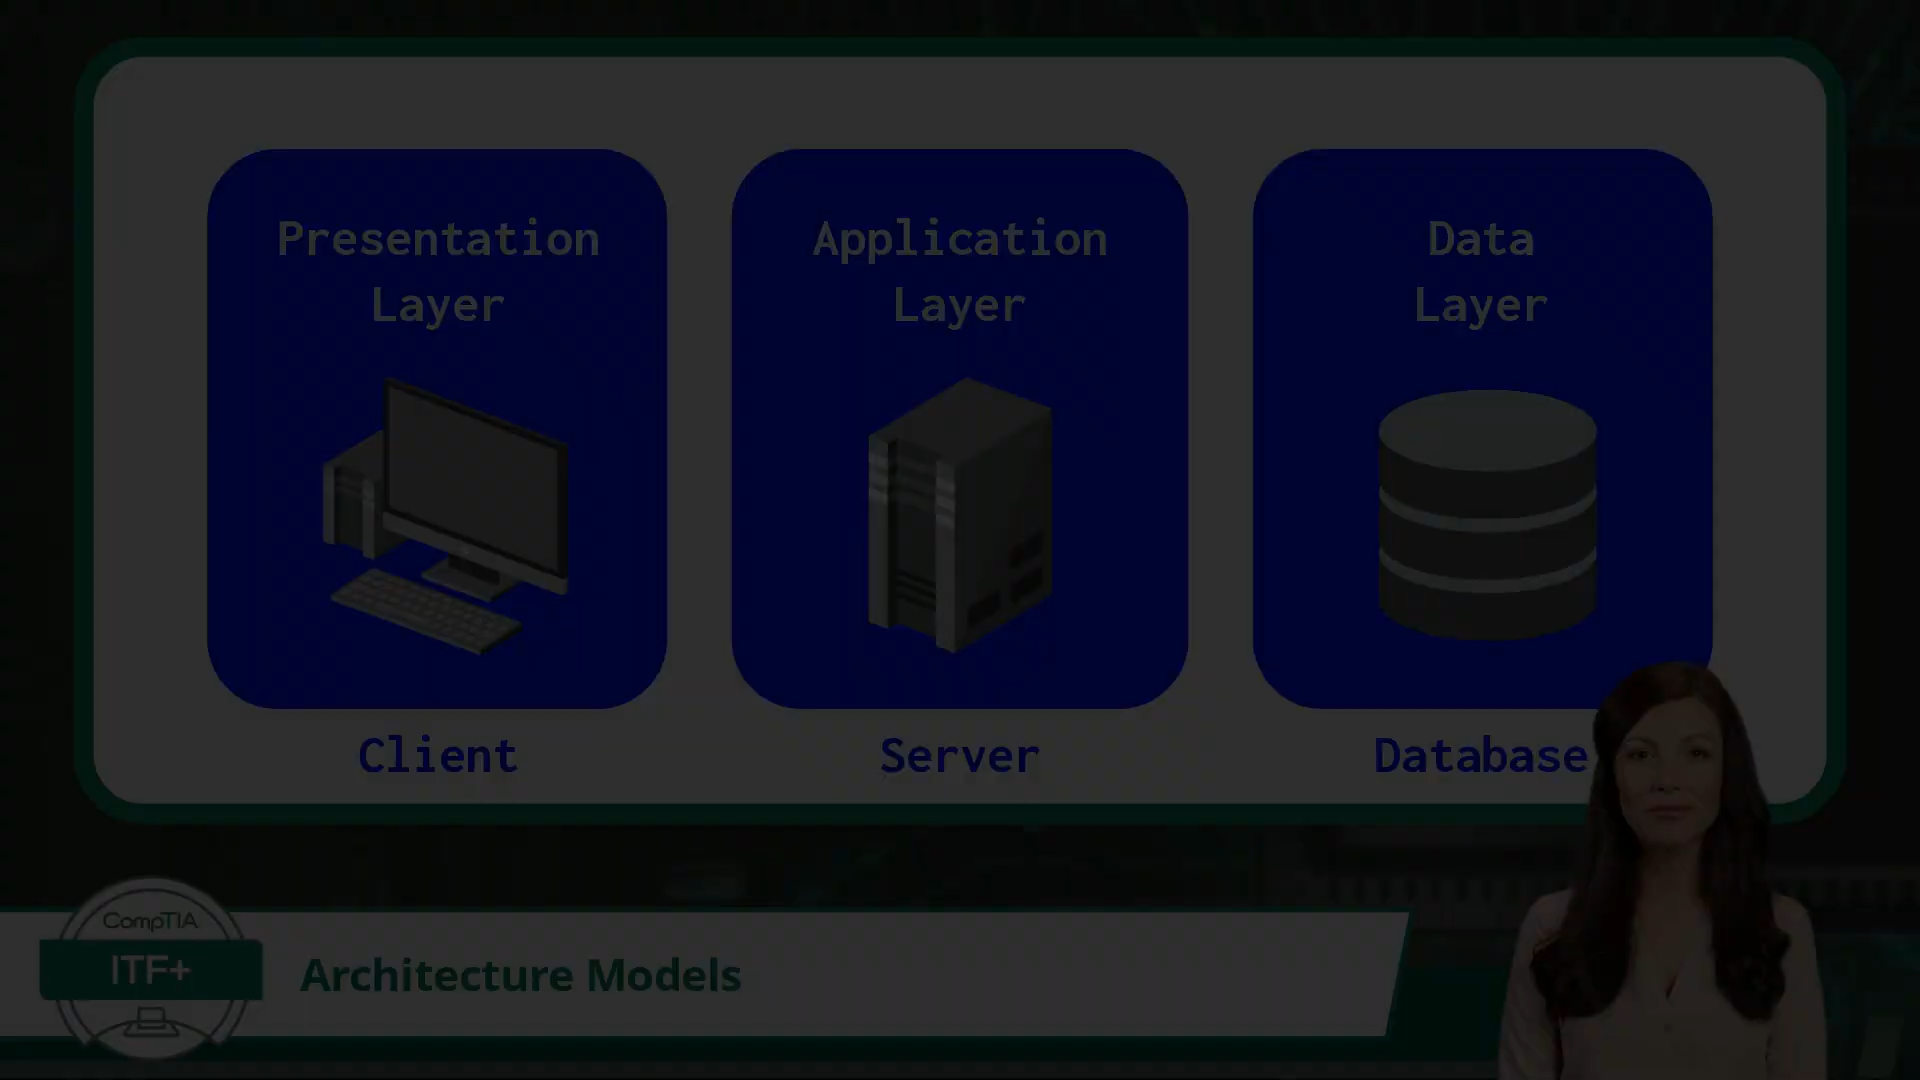 Presentation
Layer
Application
Layer
Data
Layer
Client
Server
Database
CompTIA
ITF+
Architecture Models